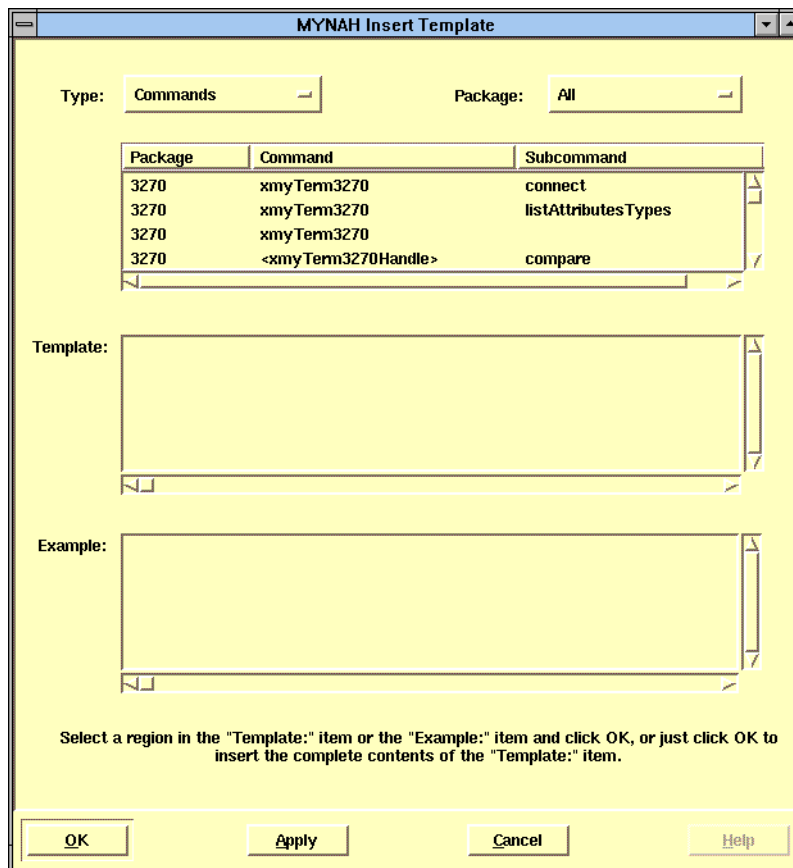 MYNAH Insert Template
Type: Commands Package: All
Package Command Subcommand
3270 xmyTerm3270 connect
3270 xmyTerm3270 listAttributesTypes
3270 xmyTerm3270
3270 <xmyTerm3270Handle> compare
Template:
Example:
Select a region in the "Template:" item or the "Example:" item and click OK, or just click OK to
insert the complete contents of the "Template:" item.
OK Apply Cancel Help